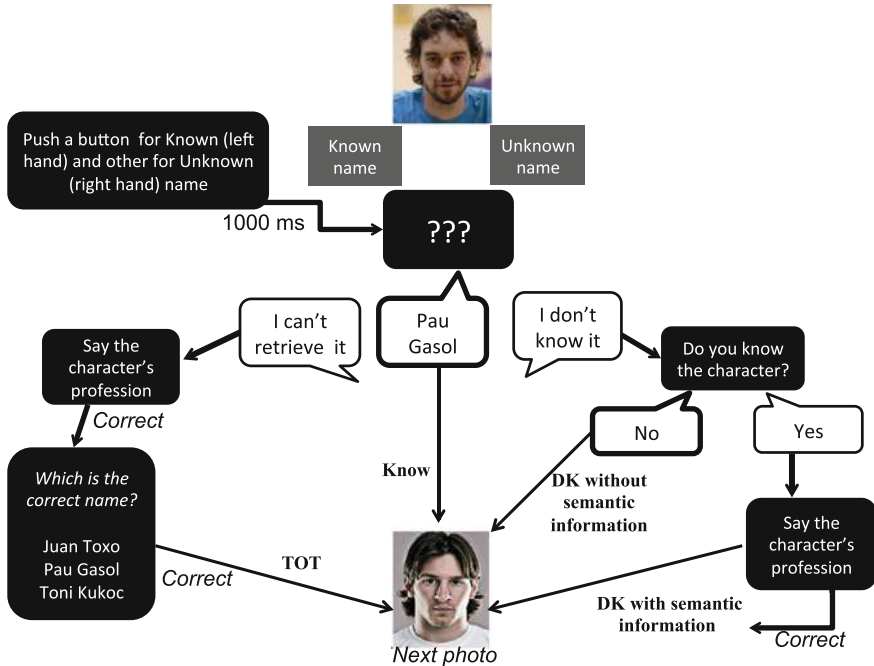 Push a button for Known (left
hand) and other for Unknown
(right hand) name
Known
name
Unknown
name
1000 ms
???
I can't
retrieve it
Pau
Gasol
I don't
know it
Say the
character's
profession
Do you know
the character?
Correct
No
Yes
Which is the
correct name?
Juan Toxo
Pau Gasol
Toni Kukoc
Know
DK without
semantic
information
Say the
character's
profession
TOT
Correct
DK with semantic
information
Correct
Next photo